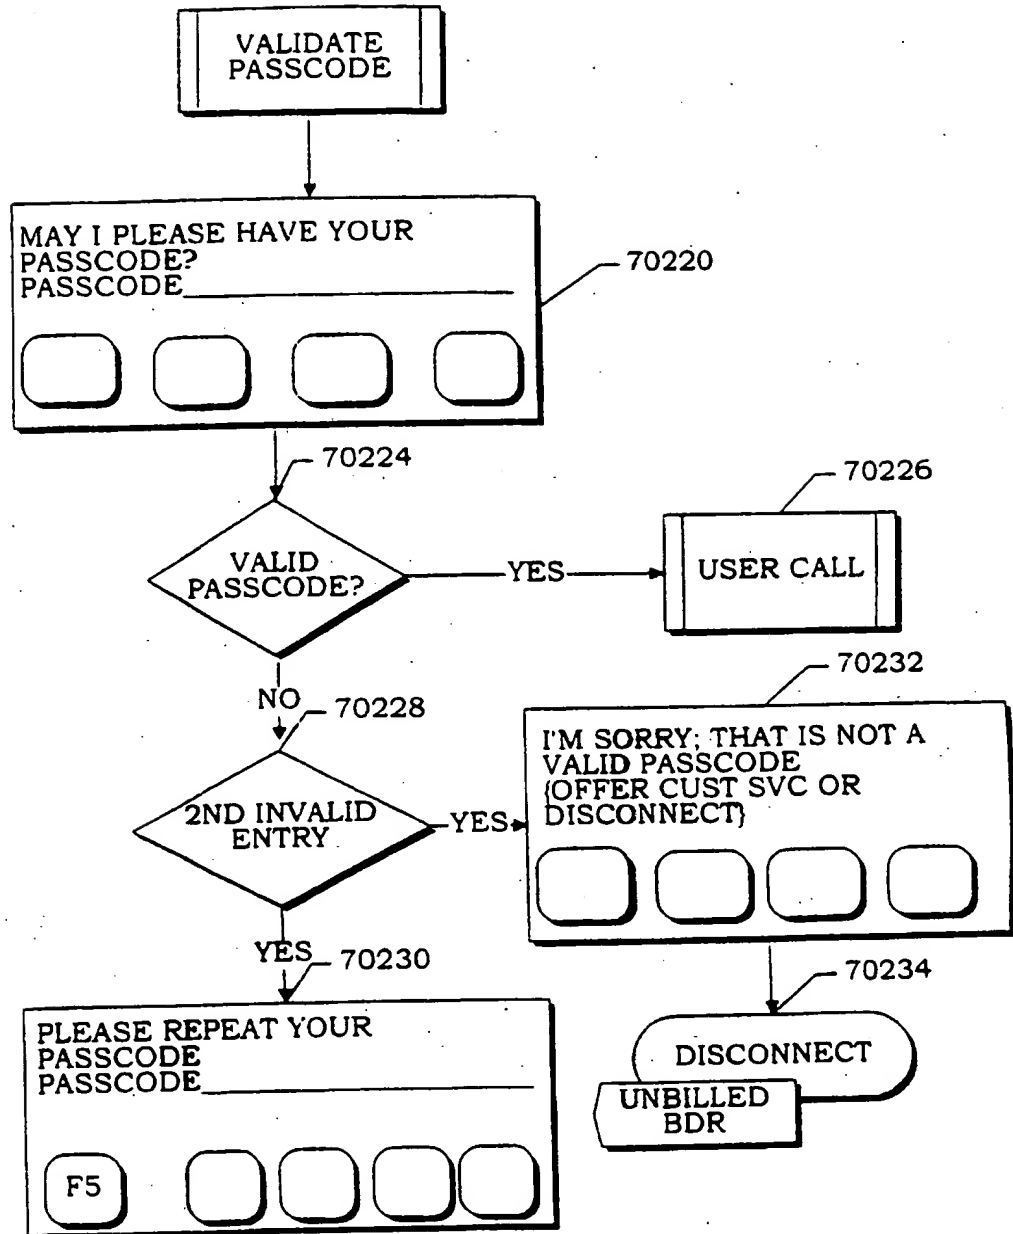 VALIDATE
PASSCODE
MAY I PLEASE HAVE YOUR
PASSCODE?
PASSCODE
70220
70224
VALID
PASSCODE?
YES
70226
USER CALL
NO
70228
2ND INVALID
ENTRY
YES
70232
I'M SORRY; THAT IS NOT A
VALID PASSCODE
{OFFER CUST SVC OR
DISCONNECT}
YES
70230
PLEASE REPEAT YOUR
PASSCODE
PASSCODE
F5
70234
DISCONNECT
UNBILLED
BDR